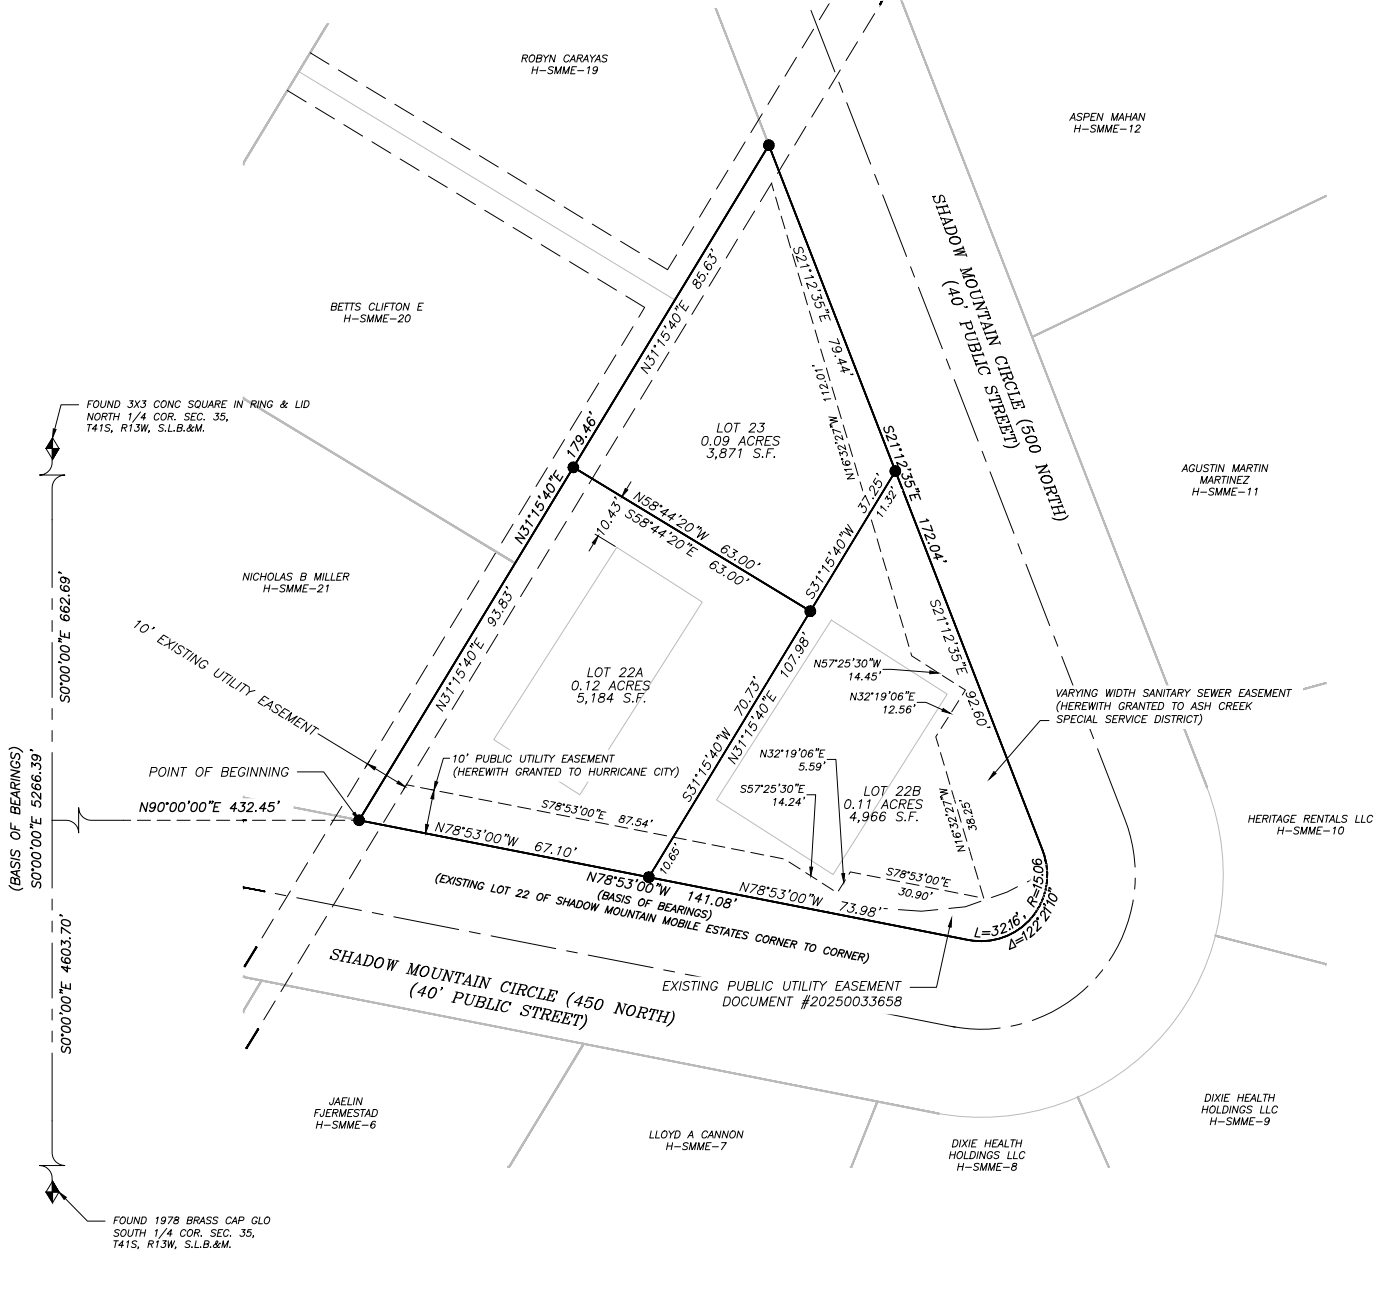 ROBYN CARAYAS
H-SMME-19
ASPEN MAHAN
H-SMME-12
SHADOW MOUNTAIN CIRCLE (500 NORTH)
(40' PUBLIC STREET)
BETTS CLIFTON E
H-SMME-20
N31°15'40"E 85.63'
S21°12'35"E 79.44'
N16°32'27"W 112.01'
FOUND 3X3 CONC SQUARE IN RING & LID
NORTH 1/4 COR. SEC. 35,
T41S, R13W, S.L.B.&M.
LOT 23
0.09 ACRES
3,871 S.F.
N31°15'40"E 179.46'
S21°12'35"E 172.04'
AGUSTIN MARTIN
MARTINEZ
H-SMME-11
N58°44'20"W 63.00'
S58°44'20"E 63.00'
10.43'
S31°15'40"W 37.25'
11.32'
NICHOLAS B MILLER
H-SMME-21
S0°00'00"E 662.69'
10' EXISTING UTILITY EASEMENT
N31°15'40"E 93.83'
LOT 22A
0.12 ACRES
5,184 S.F.
S31°15'40"W 70.73'
N31°15'40"E 107.98'
S21°12'35"E 92.60'
N57°25'30"W
14.45'
N32°19'06"E
12.56'
VARYING WIDTH SANITARY SEWER EASEMENT
(HEREWITH GRANTED TO ASH CREEK
SPECIAL SERVICE DISTRICT)
N32°19'06"E
5.59'
S57°25'30"E
14.24'
LOT 22B
0.11 ACRES
4,966 S.F.
N16°32'27"W
38.25'
10' PUBLIC UTILITY EASEMENT
(HEREWITH GRANTED TO HURRICANE CITY)
POINT OF BEGINNING
N90°00'00"E 432.45'
(BASIS OF BEARINGS)
S0°00'00"E 5266.39'
S78°53'00"E 87.54'
HERITAGE RENTALS LLC
H-SMME-10
N78°53'00"W 67.10'
10.65'
S78°53'00"E
30.90'
N78°53'00"W 73.98'
L=32.16', R=15.06
Δ=122°21'10"
N78°53'00"W 141.08'
(BASIS OF BEARINGS)
(EXISTING LOT 22 OF SHADOW MOUNTAIN MOBILE ESTATES CORNER TO CORNER)
S0°00'00"E 4603.70'
SHADOW MOUNTAIN CIRCLE (450 NORTH)
(40' PUBLIC STREET)
EXISTING PUBLIC UTILITY EASEMENT
DOCUMENT #20250033658
JAELIN
FJERMESTAD
H-SMME-6
LLOYD A CANNON
H-SMME-7
DIXIE HEALTH
HOLDINGS LLC
H-SMME-8
DIXIE HEALTH
HOLDINGS LLC
H-SMME-9
FOUND 1978 BRASS CAP GLO
SOUTH 1/4 COR. SEC. 35,
T41S, R13W, S.L.B.&M.